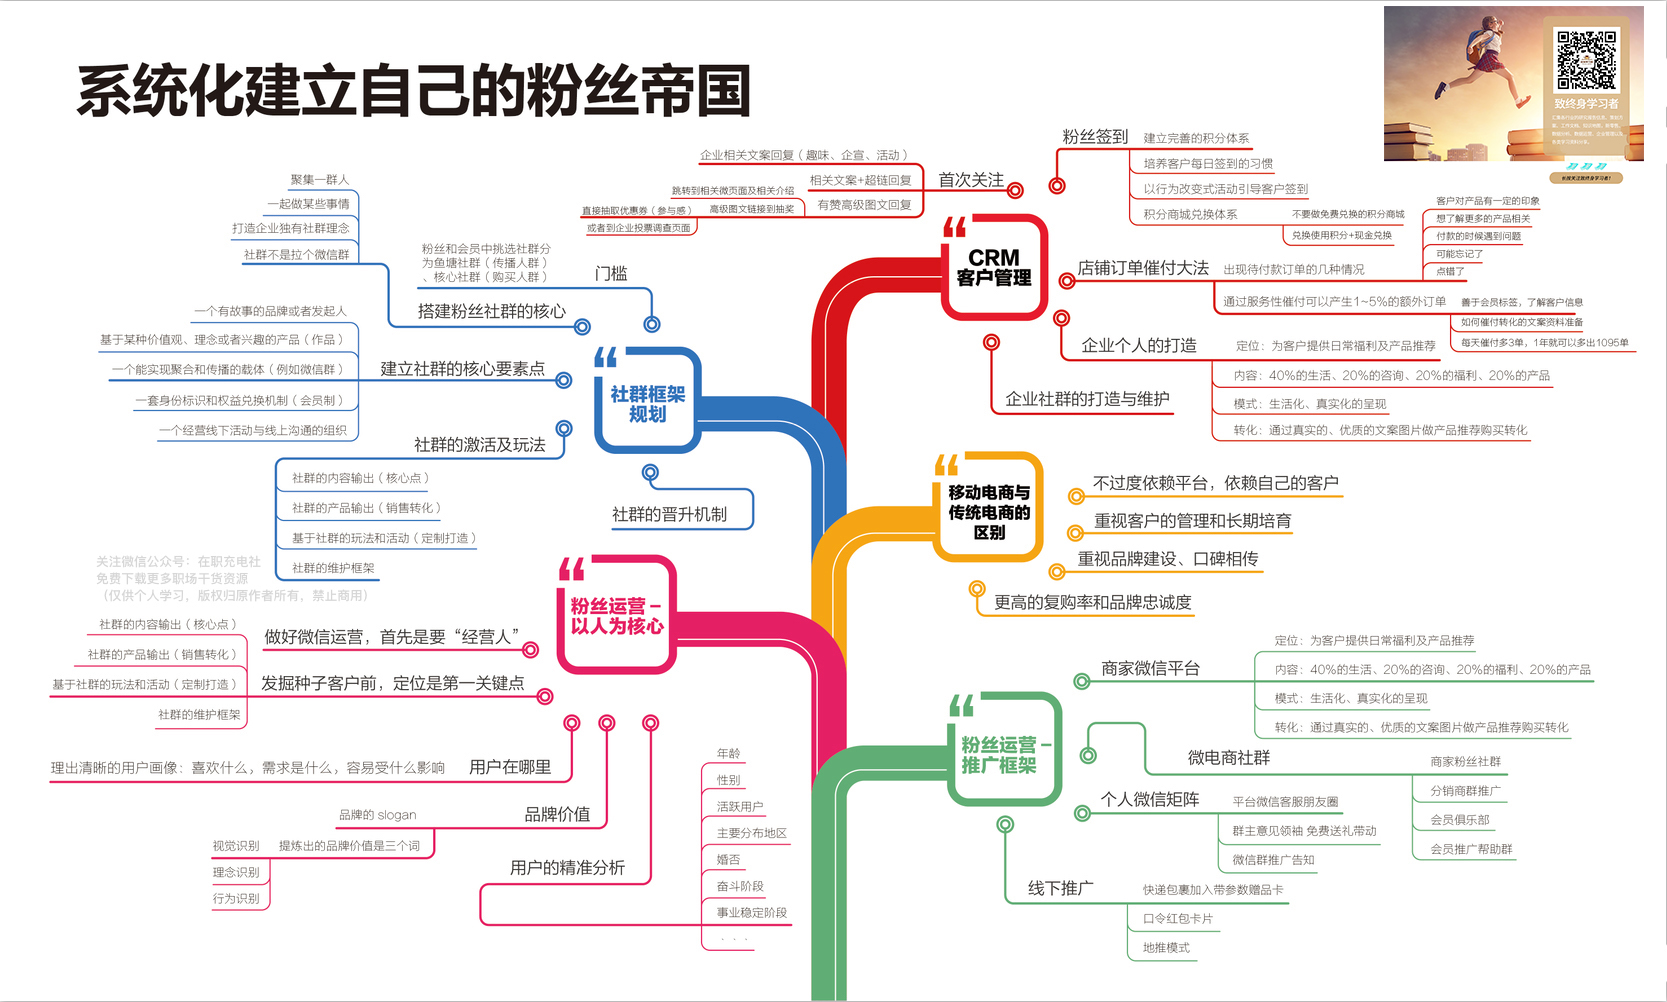 系统化建立自己的粉丝帝国
致终身学习者
长按关注致终身学习者！
聚集一群人
一起做某些事情
打造企业独有社群理念
社群不是拉个微信群
搭建粉丝社群的核心
粉丝和会员中挑选社群分
为鱼塘社群（传播人群）
、核心社群（购买人群）
门槛
一个有故事的品牌或者发起人
基于某种价值观、理念或者兴趣的产品（作品）
一个能实现聚合和传播的载体（例如微信群）
一套身份标识和权益兑换机制（会员制）
一个经营线下活动与线上沟通的组织
建立社群的核心要素点
社群的激活及玩法
社群的内容输出（核心点）
社群的产品输出（销售转化）
基于社群的玩法和活动（定制打造）
社群的维护框架
社群框架
规划
社群的晋升机制
关注微信公众号：在职充电社
免费下载更多职场干货资源
（仅供个人学习，版权归原作者所有，禁止商用）
企业相关文案回复（趣味、企宣、活动）
相关文案+超链回复
首次关注
跳转到相关微页面及相关介绍
有赞高级图文回复
高级图文链接到抽奖
直接抽取优惠券（参与感）
或者到企业投票调查页面
CRM
客户管理
粉丝签到
建立完善的积分体系
培养客户每日签到的习惯
以行为改变式活动引导客户签到
积分商城兑换体系
不要做免费兑换的积分商城
兑换使用积分+现金兑换
店铺订单催付大法
出现待付款订单的几种情况
客户对产品有一定的印象
想了解更多的产品相关
付款的时候遇到问题
可能忘记了
点错了
通过服务性催付可以产生1~5%的额外订单
善于会员标签，了解客户信息
如何催付转化的文案资料准备
每天催付多3单，1年就可以多出1095单
企业个人的打造
定位：为客户提供日常福利及产品推荐
内容：40%的生活、20%的咨询、20%的福利、20%的产品
模式：生活化、真实化的呈现
转化：通过真实的、优质的文案图片做产品推荐购买转化
企业社群的打造与维护
移动电商与
传统电商的
区别
不过度依赖平台，依赖自己的客户
重视客户的管理和长期培育
重视品牌建设、口碑相传
更高的复购率和品牌忠诚度
粉丝运营–
以人为核心
做好微信运营，首先是要“经营人”
社群的内容输出（核心点）
社群的产品输出（销售转化）
基于社群的玩法和活动（定制打造）
社群的维护框架
发掘种子客户前，定位是第一关键点
理出清晰的用户画像：喜欢什么，需求是什么，容易受什么影响
用户在哪里
品牌的 slogan
品牌价值
提炼出的品牌价值是三个词
视觉识别
理念识别
行为识别
用户的精准分析
年龄
性别
活跃用户
主要分布地区
婚否
奋斗阶段
事业稳定阶段
. . .
粉丝运营–
推广框架
商家微信平台
定位：为客户提供日常福利及产品推荐
内容：40%的生活、20%的咨询、20%的福利、20%的产品
模式：生活化、真实化的呈现
转化：通过真实的、优质的文案图片做产品推荐购买转化
微电商社群
商家粉丝社群
分销商群推广
会员俱乐部
会员推广帮助群
个人微信矩阵
平台微信客服朋友圈
群主意见领袖 免费送礼带动
微信群推广告知
线下推广
快递包裹加入带参数赠品卡
口令红包卡片
地推模式